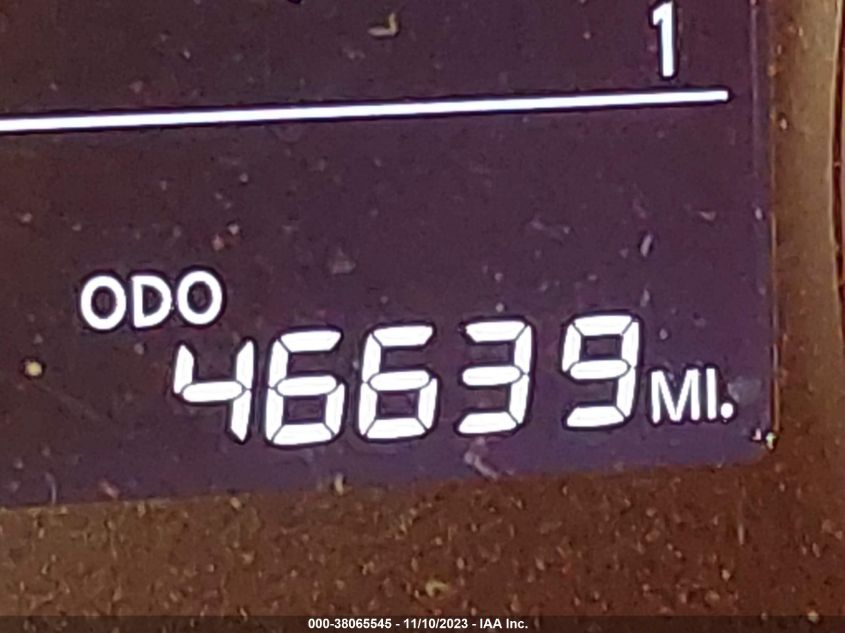 1
ODO
46639 MI.
000-38065545 - 11/10/2023 - IAA Inc.